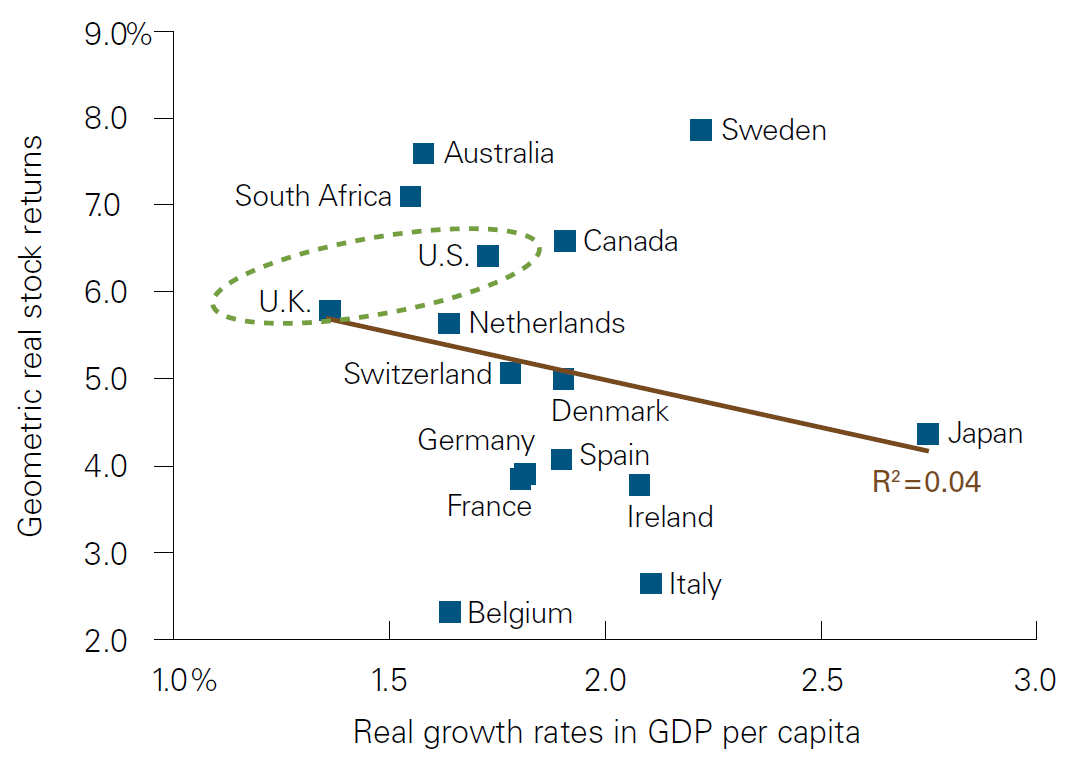 9.0%
8.0
7.0
6.0
5.0
4.0
3.0
2.0
Geometric real stock returns
Sweden
Australia
South Africa
Canada
U.S.
U.K.
Netherlands
Switzerland
Denmark
Japan
Germany
Spain
R²=0.04
France
Ireland
Italy
Belgium
1.0%
1.5
2.0
2.5
3.0
Real growth rates in GDP per capita